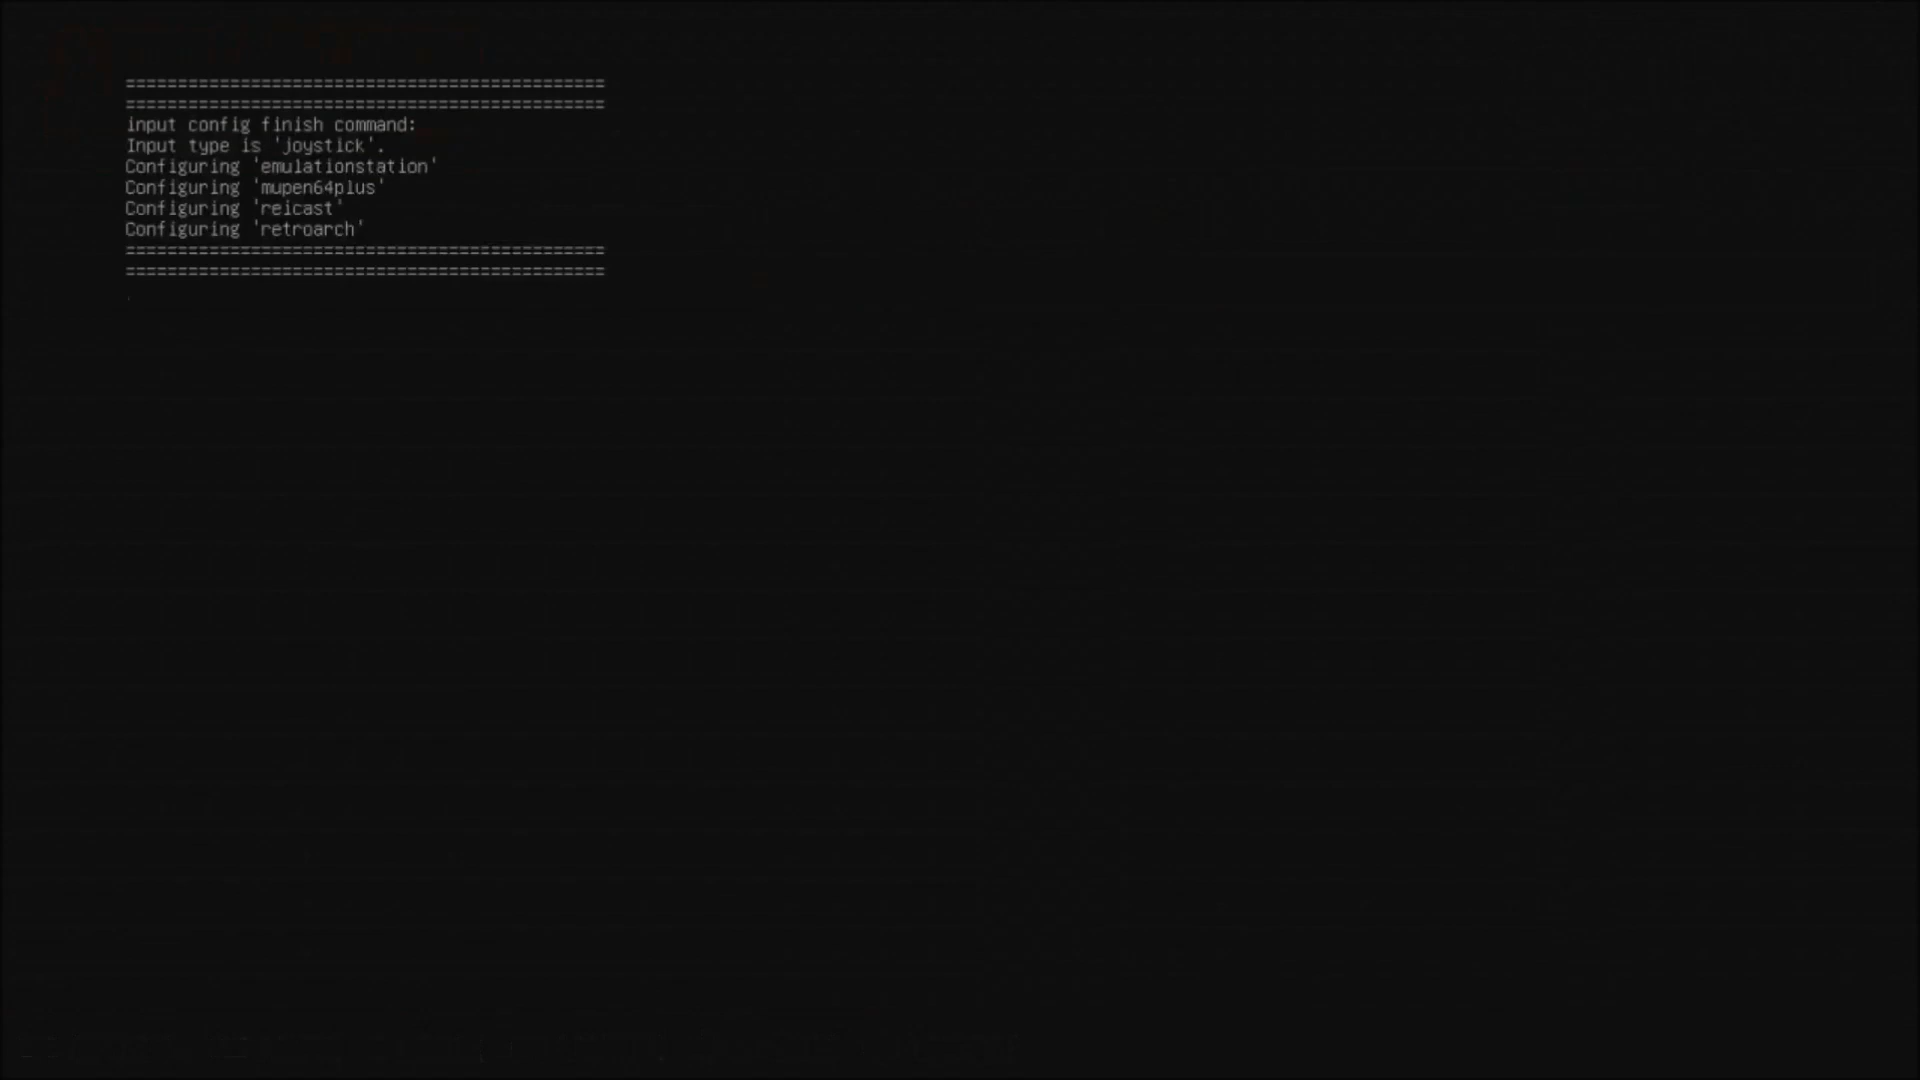 ==============================================
==============================================
input config finish command:
Input type is 'joystick'.
Configuring 'emulationstation'
Configuring 'mupen64plus'
Configuring 'reicast'
Configuring 'retroarch'
==============================================
==============================================